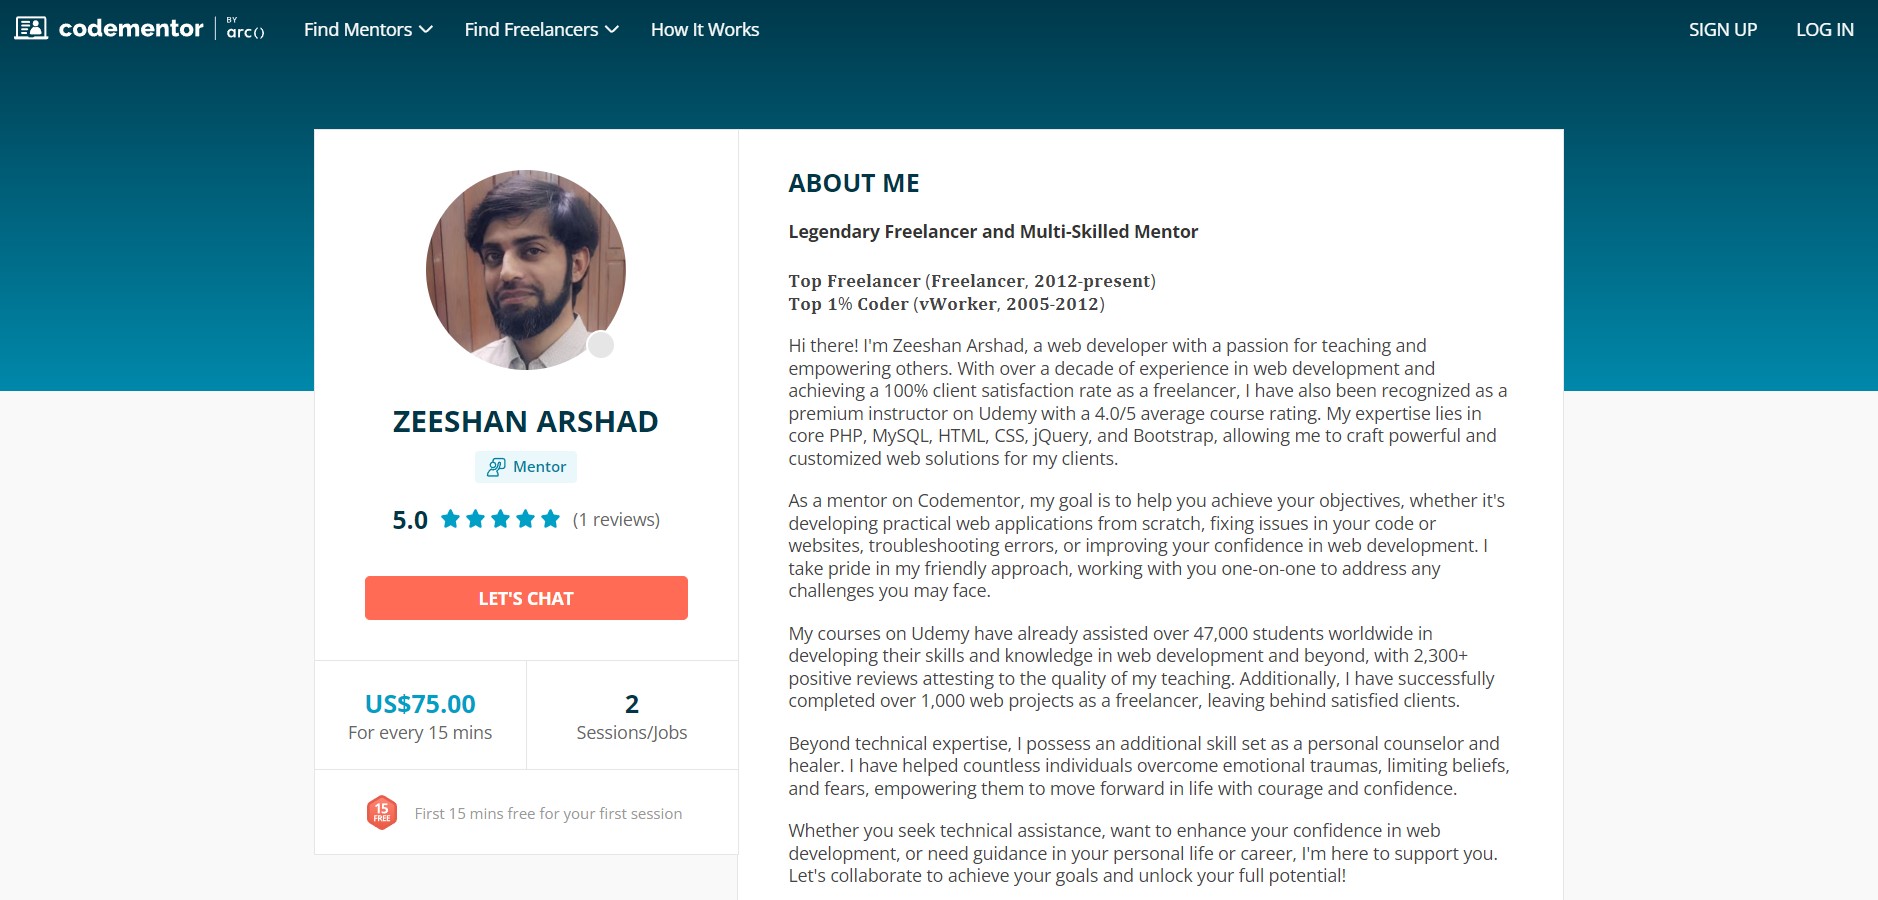 codementor BY arc() Find Mentors Find Freelancers How It Works SIGN UP LOG IN
ZEESHAN ARSHAD
Mentor
5.0 (1 reviews)
LET'S CHAT
US$75.00
For every 15 mins
2
Sessions/Jobs
15 FREE
First 15 mins free for your first session
ABOUT ME
Legendary Freelancer and Multi-Skilled Mentor
Top Freelancer (Freelancer, 2012-present)
Top 1% Coder (vWorker, 2005-2012)
Hi there! I'm Zeeshan Arshad, a web developer with a passion for teaching and
empowering others. With over a decade of experience in web development and
achieving a 100% client satisfaction rate as a freelancer, I have also been recognized as a
premium instructor on Udemy with a 4.0/5 average course rating. My expertise lies in
core PHP, MySQL, HTML, CSS, jQuery, and Bootstrap, allowing me to craft powerful and
customized web solutions for my clients.
As a mentor on Codementor, my goal is to help you achieve your objectives, whether it's
developing practical web applications from scratch, fixing issues in your code or
websites, troubleshooting errors, or improving your confidence in web development. I
take pride in my friendly approach, working with you one-on-one to address any
challenges you may face.
My courses on Udemy have already assisted over 47,000 students worldwide in
developing their skills and knowledge in web development and beyond, with 2,300+
positive reviews attesting to the quality of my teaching. Additionally, I have successfully
completed over 1,000 web projects as a freelancer, leaving behind satisfied clients.
Beyond technical expertise, I possess an additional skill set as a personal counselor and
healer. I have helped countless individuals overcome emotional traumas, limiting beliefs,
and fears, empowering them to move forward in life with courage and confidence.
Whether you seek technical assistance, want to enhance your confidence in web
development, or need guidance in your personal life or career, I'm here to support you.
Let's collaborate to achieve your goals and unlock your full potential!